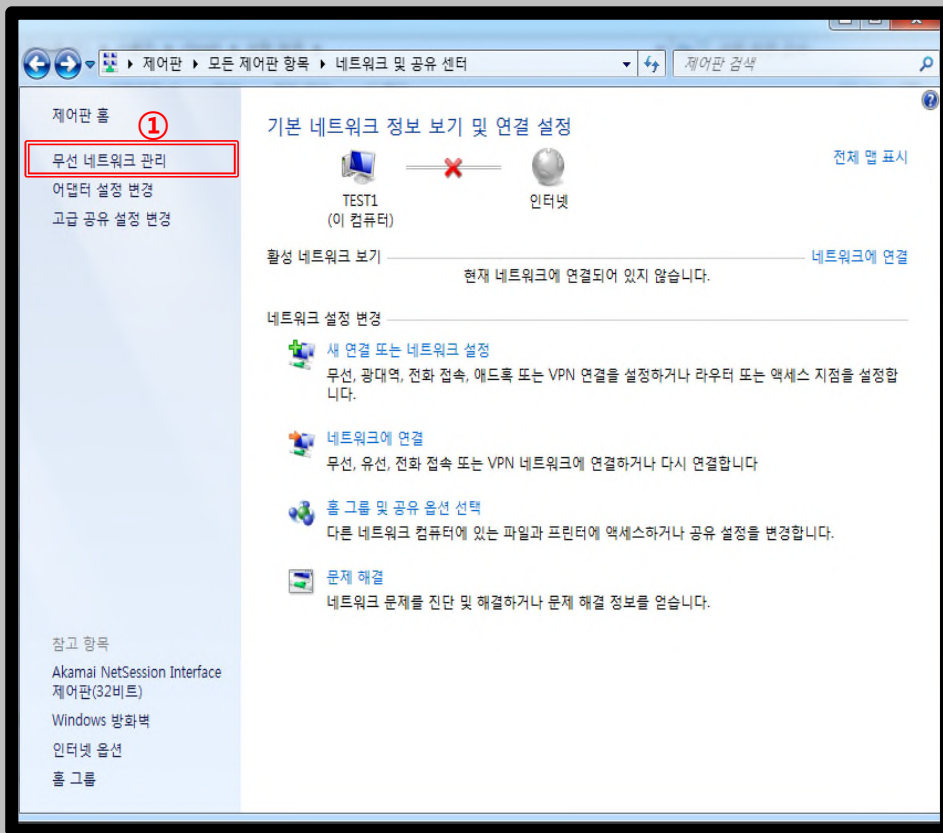 제어판 ▸ 모든 제어판 항목 ▸ 네트워크 및 공유 센터
제어판 검색
제어판 홈
①
무선 네트워크 관리
어댑터 설정 변경
고급 공유 설정 변경
기본 네트워크 정보 보기 및 연결 설정
전체 맵 표시
TEST1
(이 컴퓨터)
인터넷
활성 네트워크 보기
네트워크에 연결
현재 네트워크에 연결되어 있지 않습니다.
네트워크 설정 변경
새 연결 또는 네트워크 설정
무선, 광대역, 전화 접속, 애드혹 또는 VPN 연결을 설정하거나 라우터 또는 액세스 지점을 설정합
니다.
네트워크에 연결
무선, 유선, 전화 접속 또는 VPN 네트워크에 연결하거나 다시 연결합니다
홈 그룹 및 공유 옵션 선택
다른 네트워크 컴퓨터에 있는 파일과 프린터에 액세스하거나 공유 설정을 변경합니다.
문제 해결
네트워크 문제를 진단 및 해결하거나 문제 해결 정보를 얻습니다.
참고 항목
Akamai NetSession Interface
제어판(32비트)
Windows 방화벽
인터넷 옵션
홈 그룹